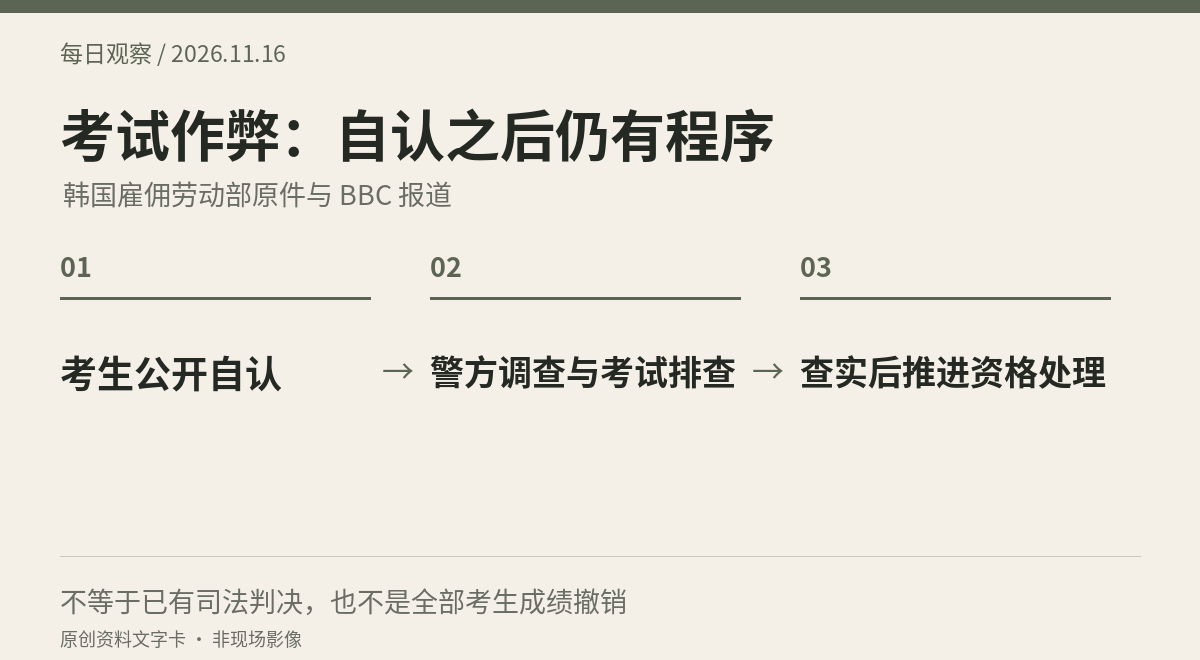 每日观察 / 2026.11.16
考试作弊：自认之后仍有程序
韩国雇佣劳动部原件与 BBC 报道
01
02
03
考生公开自认 → 警方调查与考试排查 → 查实后推进资格处理
不等于已有司法判决，也不是全部考生成绩撤销
原创资料文字卡 · 非现场影像